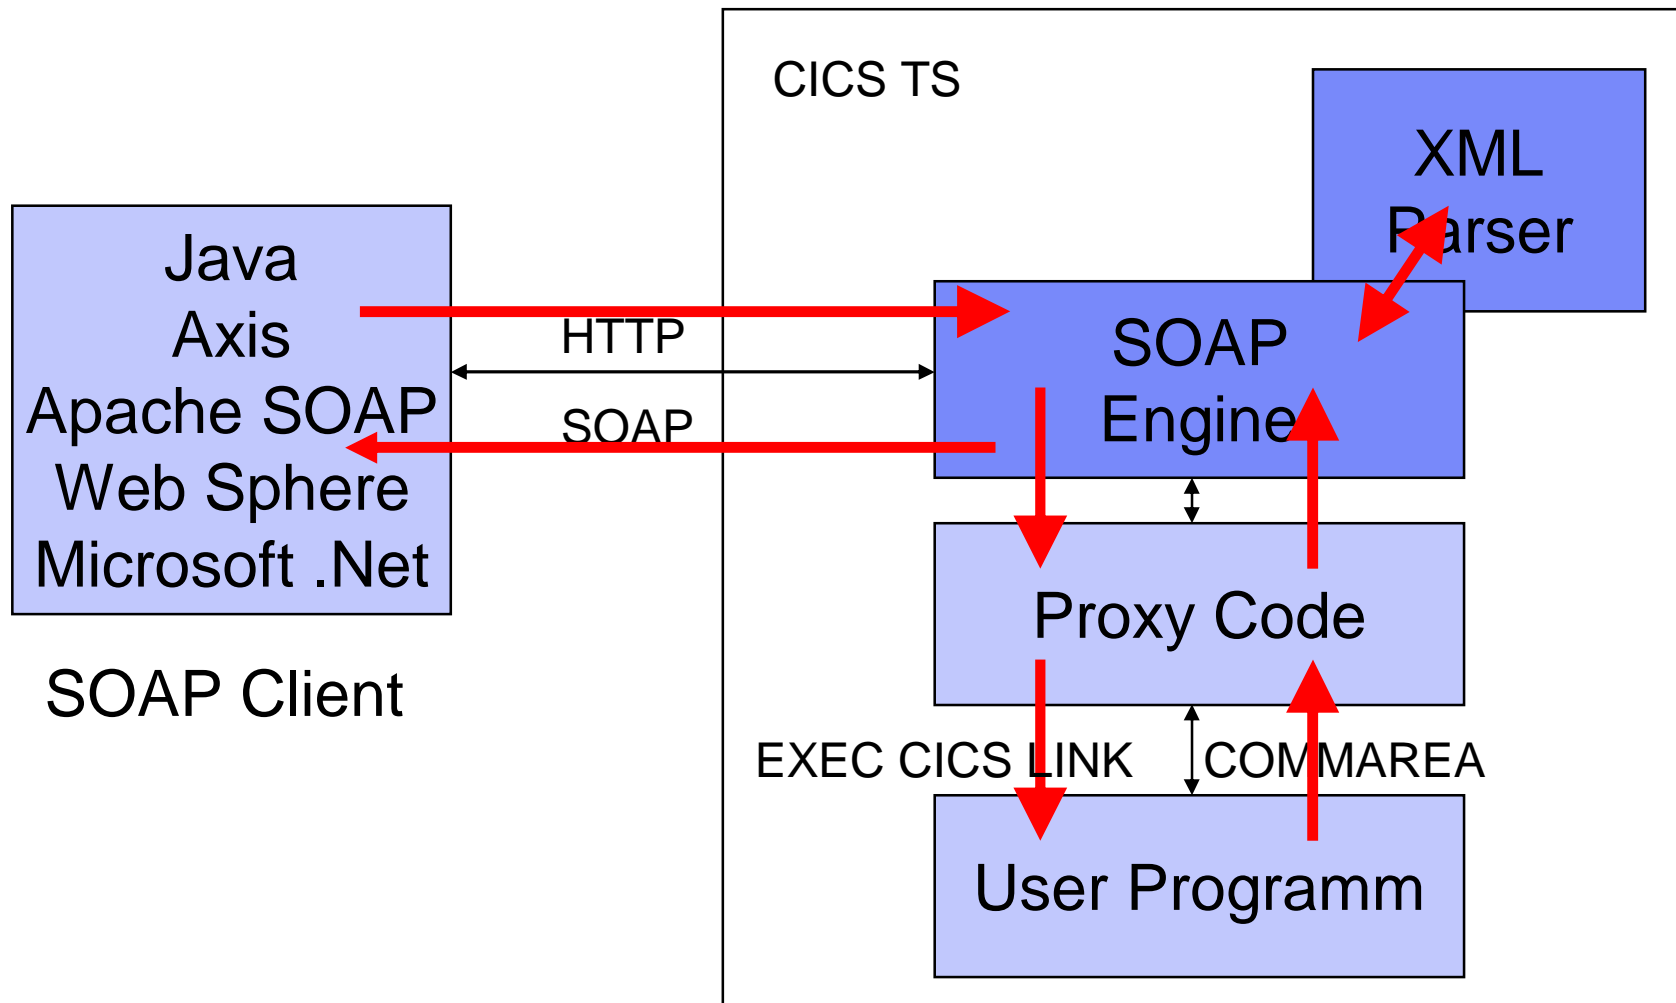 CICS TS
XML
Parser
Java
Axis
Apache SOAP
Web Sphere
Microsoft .Net
SOAP Client
HTTP
SOAP
SOAP
Engine
Proxy Code
EXEC CICS LINK
COMMAREA
User Programm